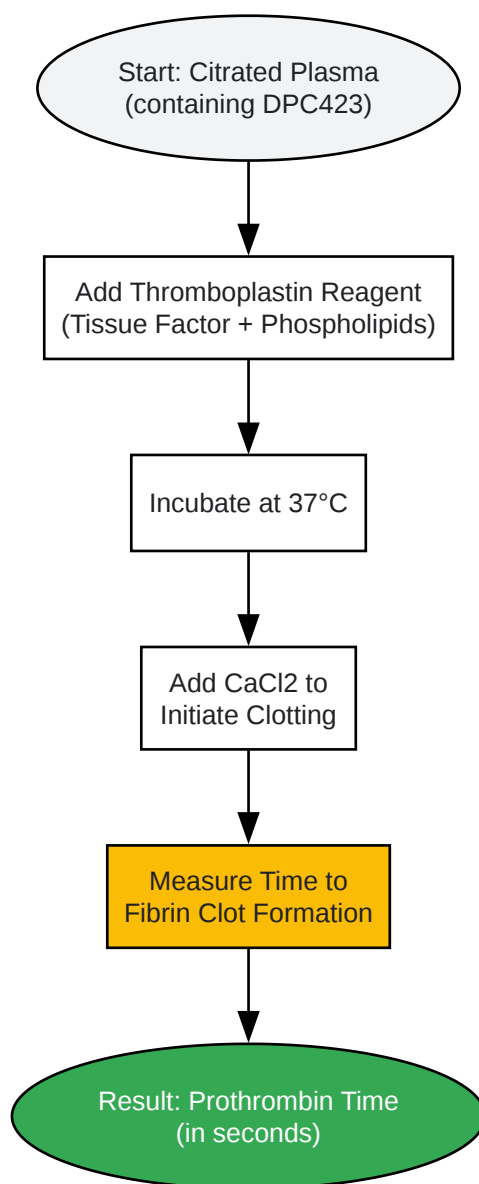 Start: Citrated Plasma
(containing DPC423)
Add Thromboplastin Reagent
(Tissue Factor + Phospholipids)
Incubate at 37°C
Add CaCl2 to
Initiate Clotting
Measure Time to
Fibrin Clot Formation
Result: Prothrombin Time
(in seconds)